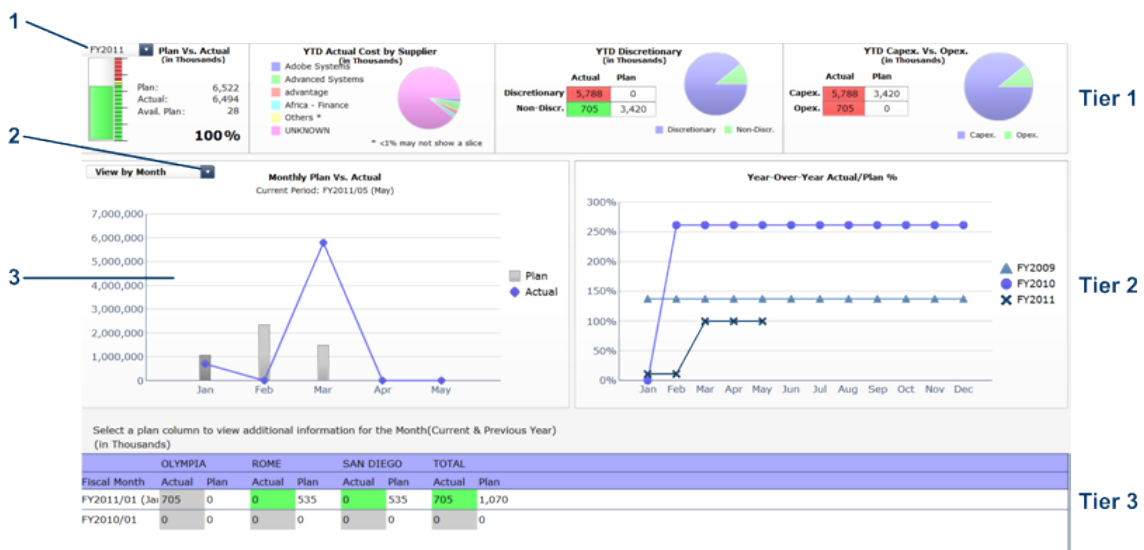 1
FY2011
Plan Vs. Actual
(in Thousands)
Plan: 6,522
Actual: 6,494
Avail. Plan: 28
100%
YTD Actual Cost by Supplier
(in Thousands)
Adobe Systems
Advanced Systems
advantage
Africa - Finance
Others *
UNKNOWN
* <1% may not show a slice
YTD Discretionary
(in Thousands)
Actual Plan
Discretionary 5,788 0
Non-Discr. 705 3,420
Discretionary Non-Discr.
YTD Capex. Vs. Opex.
(in Thousands)
Actual Plan
Capex. 5,788 3,420
Opex. 705 0
Capex. Opex.
Tier 1
2
View by Month
Monthly Plan Vs. Actual
Current Period: FY2011/05 (May)
7,000,000
6,000,000
5,000,000
4,000,000
3,000,000
2,000,000
1,000,000
0
Jan Feb Mar Apr May
Plan
Actual
3
Year-Over-Year Actual/Plan %
300%
250%
200%
150%
100%
50%
0%
Jan Feb Mar Apr May Jun Jul Aug Sep Oct Nov Dec
FY2009
FY2010
FY2011
Tier 2
Select a plan column to view additional information for the Month(Current & Previous Year)
(in Thousands)
OLYMPIA ROME SAN DIEGO TOTAL
Fiscal Month Actual Plan Actual Plan Actual Plan Actual Plan
FY2011/01 (Jan 705 0 0 535 0 535 705 1,070
FY2010/01 0 0 0 0 0 0 0 0
Tier 3